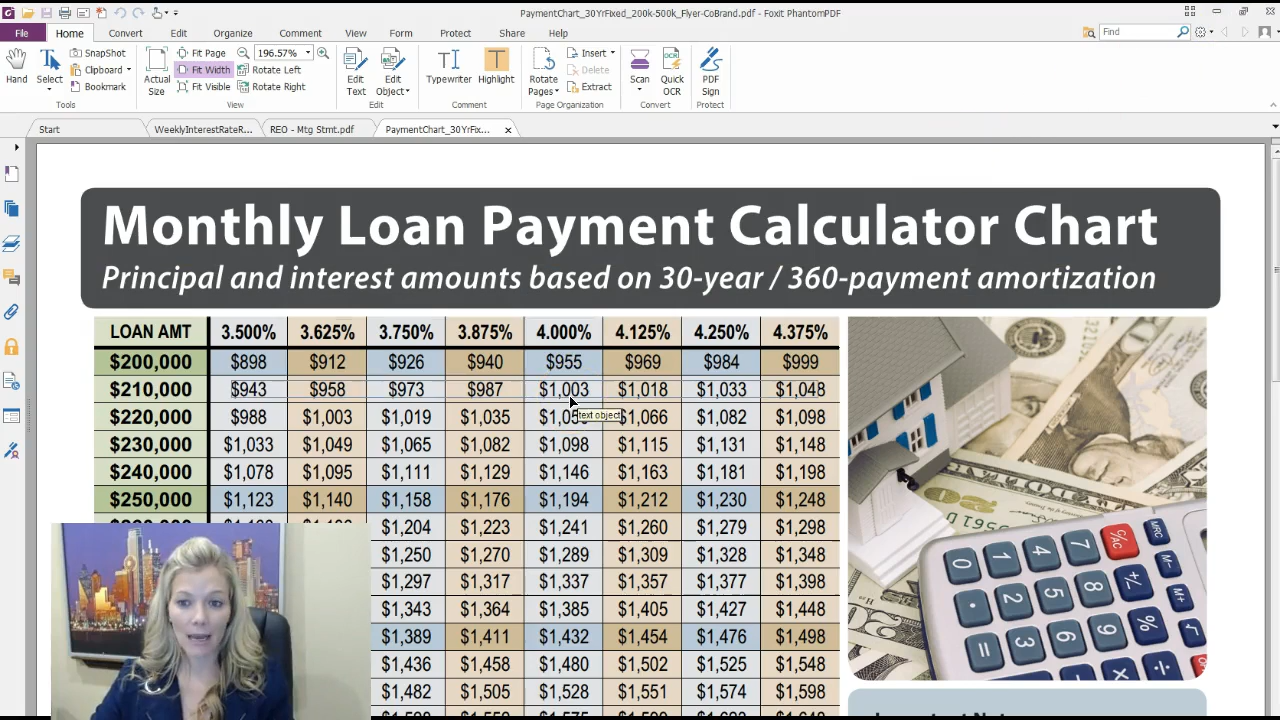 PaymentChart_30YrFixed_200k-500k_Flyer-CoBrand.pdf - Foxit PhantomPDF
File Home Convert Edit Organize Comment View Form Protect Share Help Find
Hand
Select
SnapShot
Clipboard
Bookmark
Tools
Actual Size
Fit Page
Fit Width
Fit Visible
196.57%
Rotate Left
Rotate Right
View
Edit Text
Edit Object
Edit
Typewriter
Highlight
Comment
Rotate Pages
Insert
Delete
Extract
Page Organization
Scan
Quick OCR
Convert
PDF Sign
Protect
Start WeeklyInterestRateR... REO - Mtg Stmt.pdf PaymentChart_30YrFix...
Monthly Loan Payment Calculator Chart
Principal and interest amounts based on 30-year / 360-payment amortization
LOAN AMT 3.500% 3.625% 3.750% 3.875% 4.000% 4.125% 4.250% 4.375%
$200,000 $898 $912 $926 $940 $955 $969 $984 $999
$210,000 $943 $958 $973 $987 $1,003 $1,018 $1,033 $1,048
$220,000 $988 $1,003 $1,019 $1,035 $1,066 $1,082 $1,098
text object
$230,000 $1,033 $1,049 $1,065 $1,082 $1,098 $1,115 $1,131 $1,148
$240,000 $1,078 $1,095 $1,111 $1,129 $1,146 $1,163 $1,181 $1,198
$250,000 $1,123 $1,140 $1,158 $1,176 $1,194 $1,212 $1,230 $1,248
$1,204 $1,223 $1,241 $1,260 $1,279 $1,298
$1,250 $1,270 $1,289 $1,309 $1,328 $1,348
$1,297 $1,317 $1,337 $1,357 $1,377 $1,398
$1,343 $1,364 $1,385 $1,405 $1,427 $1,448
$1,389 $1,411 $1,432 $1,454 $1,476 $1,498
$1,436 $1,458 $1,480 $1,502 $1,525 $1,548
$1,482 $1,505 $1,528 $1,551 $1,574 $1,598
0 1 4 7 C/AC MRC
. 2 5 8 +/- M-
= 3 6 9 % M+
+ × ÷ √